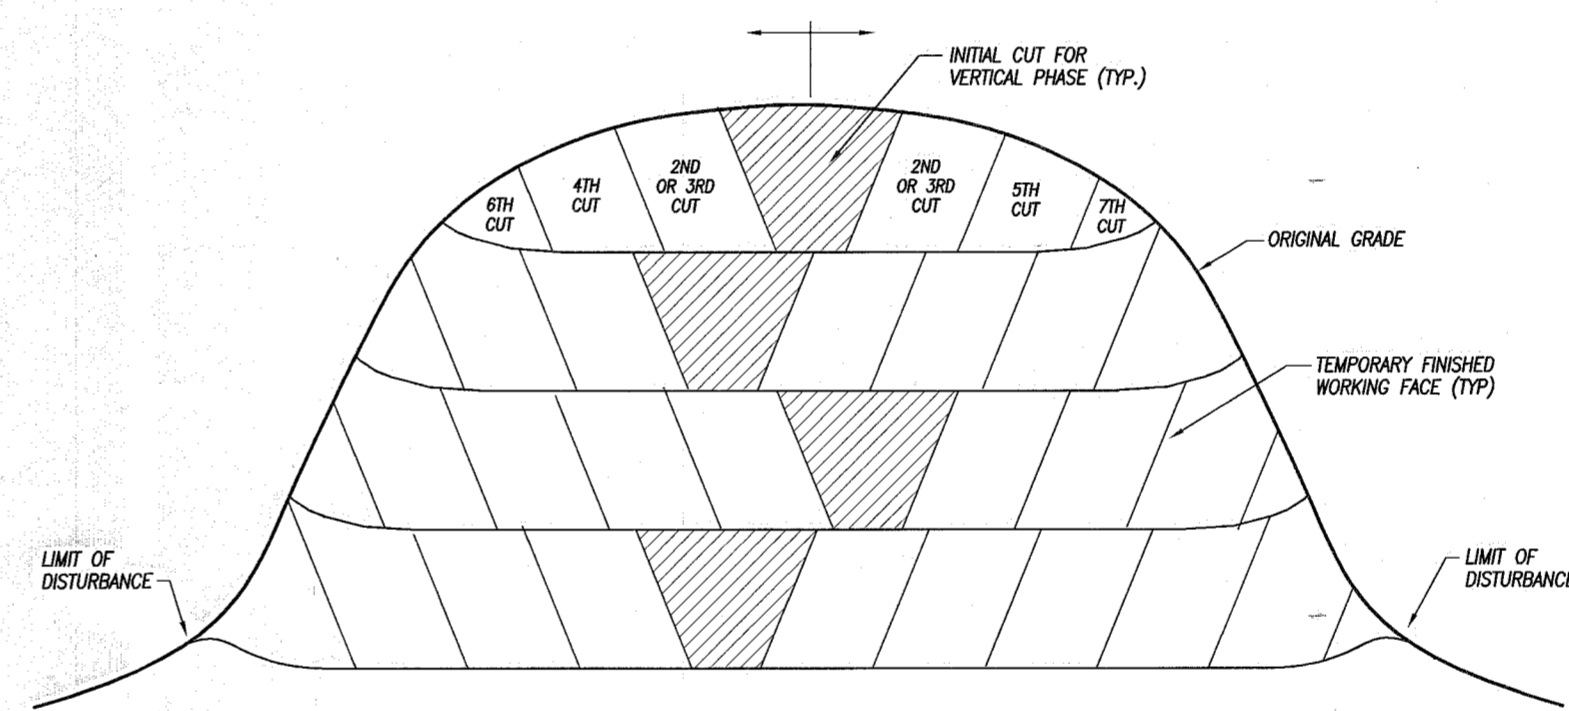 INITIAL CUT FOR
VERTICAL PHASE (TYP.)
6TH
CUT
4TH
CUT
2ND
OR 3RD
CUT
2ND
OR 3RD
CUT
5TH
CUT
7TH
CUT
ORIGINAL GRADE
TEMPORARY FINISHED
WORKING FACE (TYP)
LIMIT OF
DISTURBANCE
LIMIT OF
DISTURBANCE